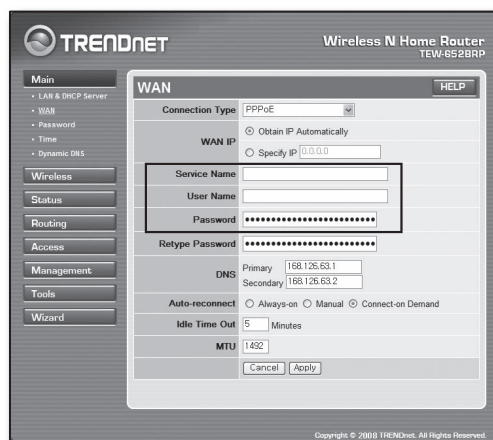 TRENDNET
Wireless N Home Router
TEW-652BRP
Main
• LAN & DHCP Server
• WAN
• Password
• Time
• Dynamic DNS
Wireless
Status
Routing
Access
Management
Tools
Wizard
WAN
HELP
Connection Type PPPoE
WAN IP
Obtain IP Automatically
Specify IP 0.0.0.0
Service Name
User Name
Password
Retype Password
DNS
Primary 168.126.63.1
Secondary 168.126.63.2
Auto-reconnect Always-on Manual Connect-on Demand
Idle Time Out 5 Minutes
MTU 1492
Cancel Apply
Copyright © 2008 TRENDnet. All Rights Reserved.